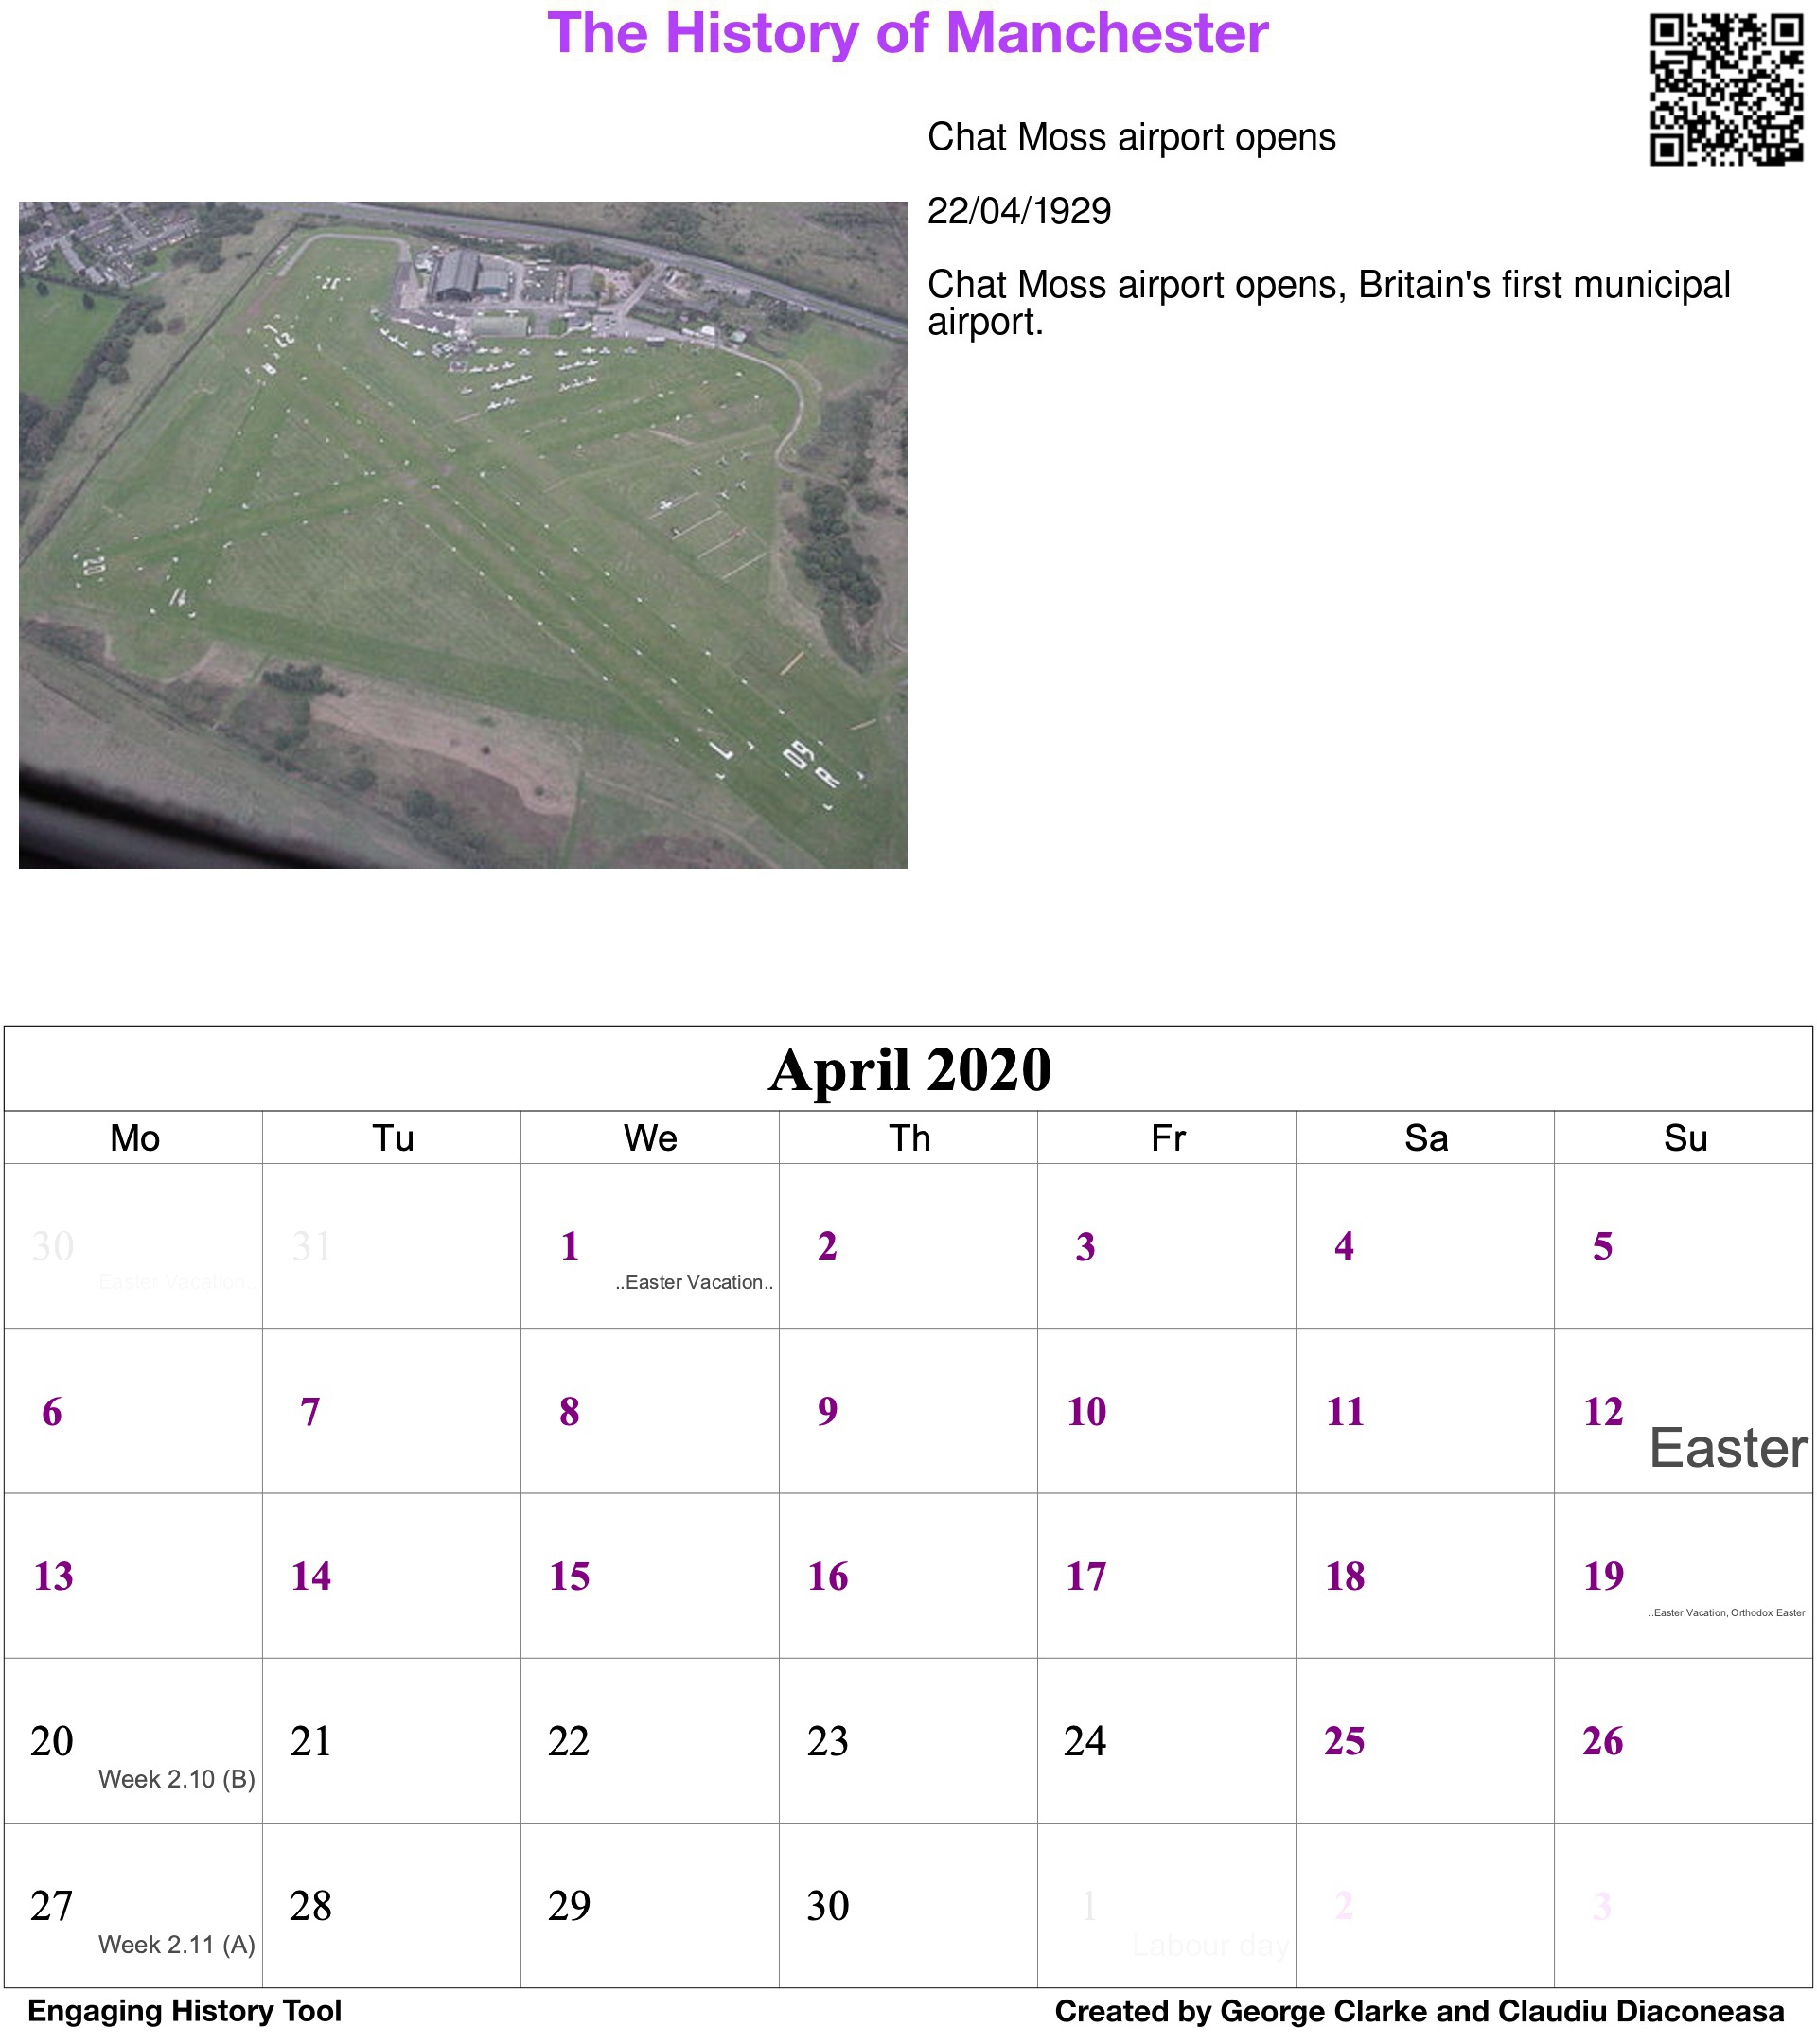 The History of Manchester
Chat Moss airport opens
22/04/1929
Chat Moss airport opens, Britain's first municipal
airport.
April 2020
Mo Tu We Th Fr Sa Su
30 31 1 2 3 4 5
Easter Vacation.. ..Easter Vacation..
6 7 8 9 10 11 12
Easter
13 14 15 16 17 18 19
..Easter Vacation, Orthodox Easter
20 21 22 23 24 25 26
Week 2.10 (B)
27 28 29 30 1 2 3
Week 2.11 (A) Labour day
Engaging History Tool Created by George Clarke and Claudiu Diaconeasa